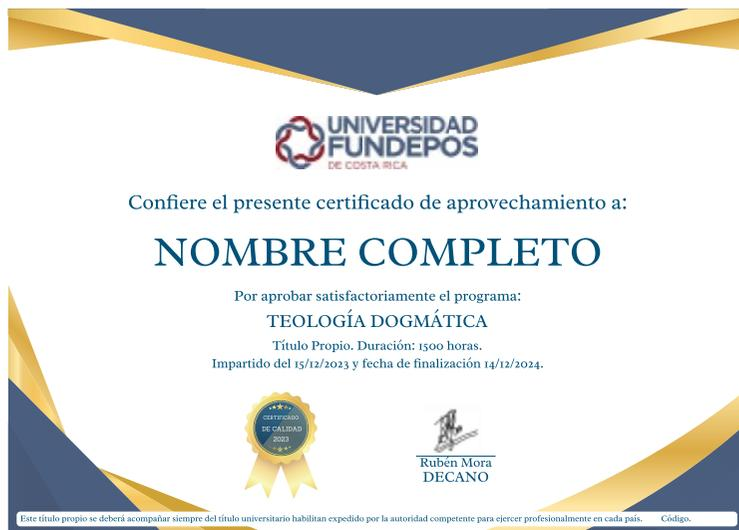 UNIVERSIDAD
FUNDEPOS
DE COSTA RICA
Confiere el presente certificado de aprovechamiento a:
NOMBRE COMPLETO
Por aprobar satisfactoriamente el programa:
TEOLOGÍA DOGMÁTICA
Título Propio. Duración: 1500 horas.
Impartido del 15/12/2023 y fecha de finalización 14/12/2024.
CERTIFICADO
DE CALIDAD
2023
Rubén Mora
DECANO
Este título propio se deberá acompañar siempre del título universitario habilitan expedido por la autoridad competente para ejercer profesionalmente en cada país. Código.